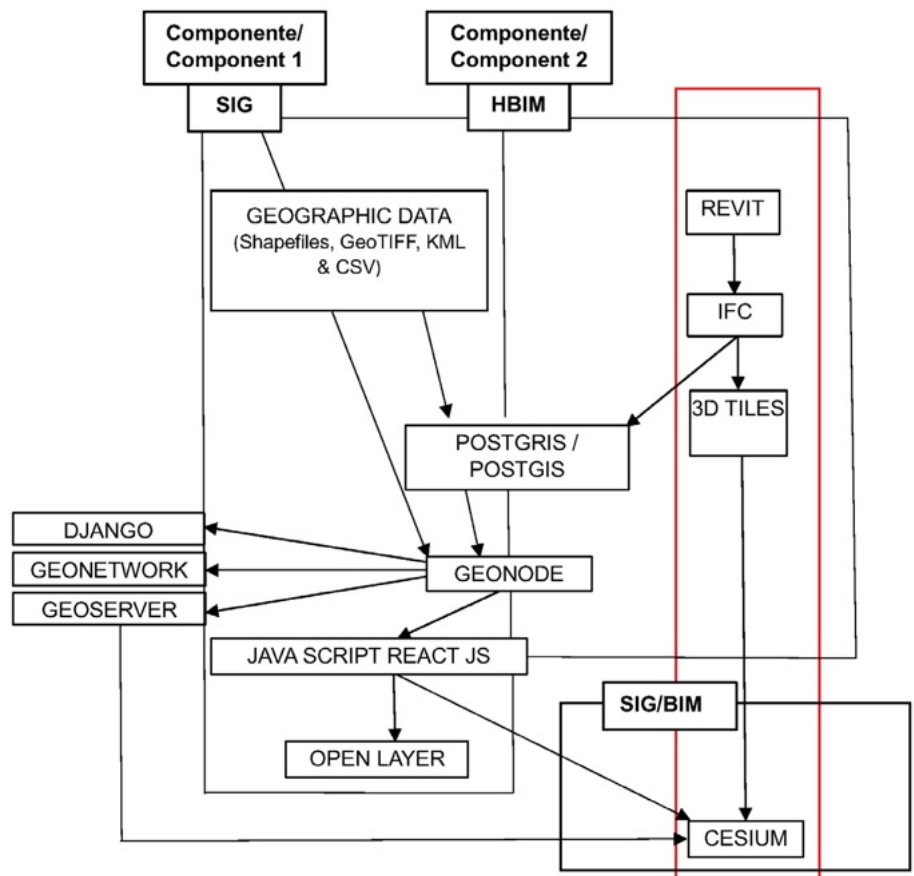 Componente/
Component 1
Componente/
Component 2
SIG
HBIM
GEOGRAPHIC DATA
(Shapefiles, GeoTIFF, KML
& CSV)
REVIT
IFC
3D TILES
POSTGRIS /
POSTGIS
DJANGO
GEONETWORK
GEOSERVER
GEONODE
JAVA SCRIPT REACT JS
SIG/BIM
OPEN LAYER
CESIUM